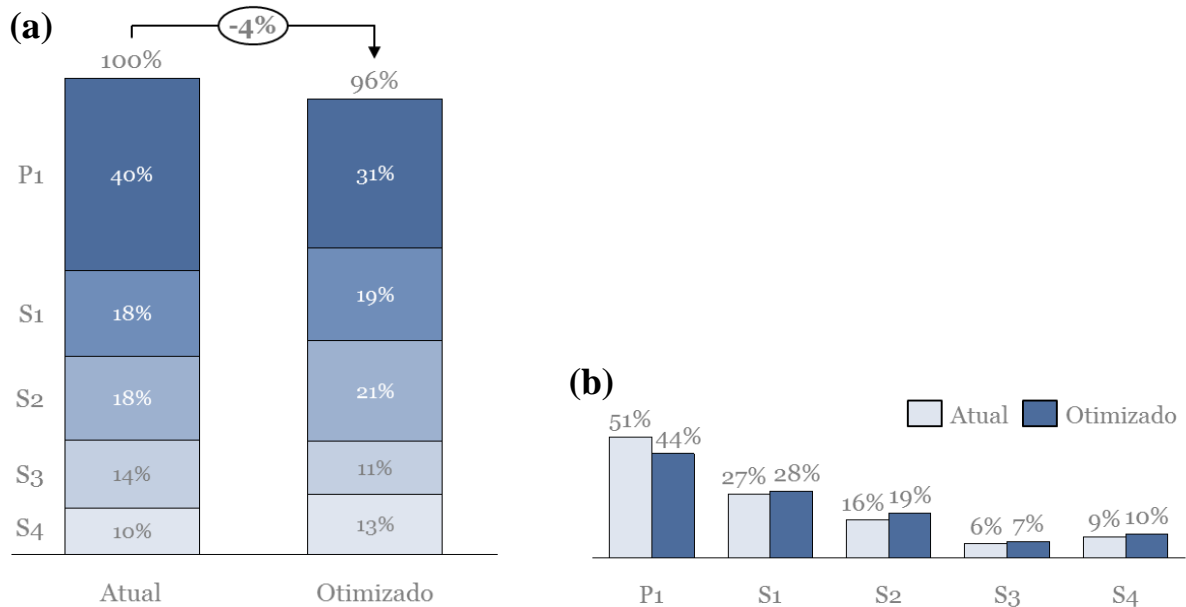 (a)
-4%
100%
96%
P1
40%
31%
S1
18%
19%
S2
18%
21%
S3
14%
11%
S4
10%
13%
Atual
Otimizado
(b)
Atual
Otimizado
51%
44%
27%
28%
16%
19%
6%
7%
9%
10%
P1
S1
S2
S3
S4